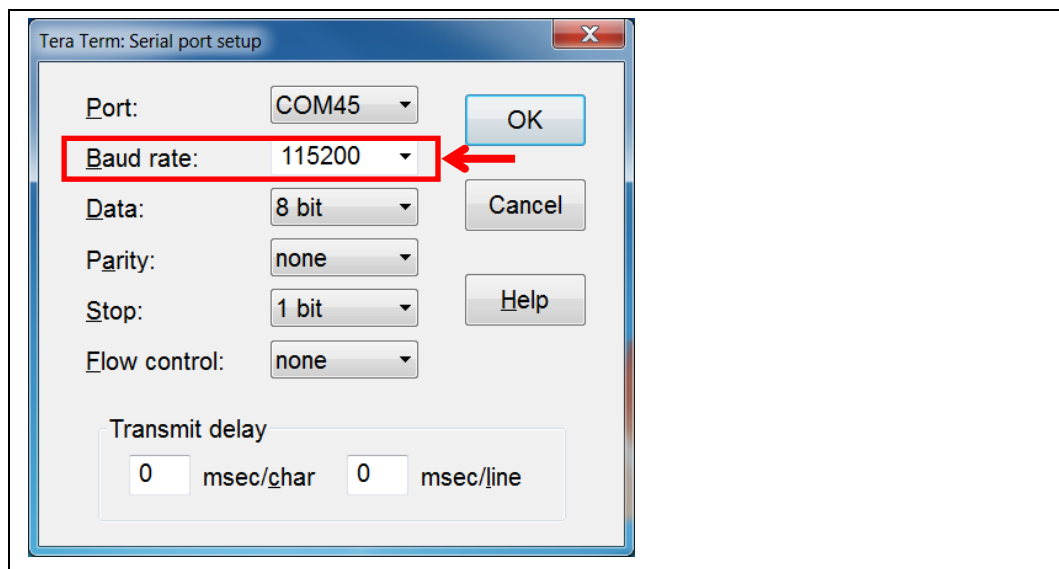 Tera Term: Serial port setup
Port: COM45 OK
Baud rate: 115200
Data: 8 bit Cancel
Parity: none
Stop: 1 bit Help
Flow control: none
Transmit delay
0 msec/char 0 msec/line